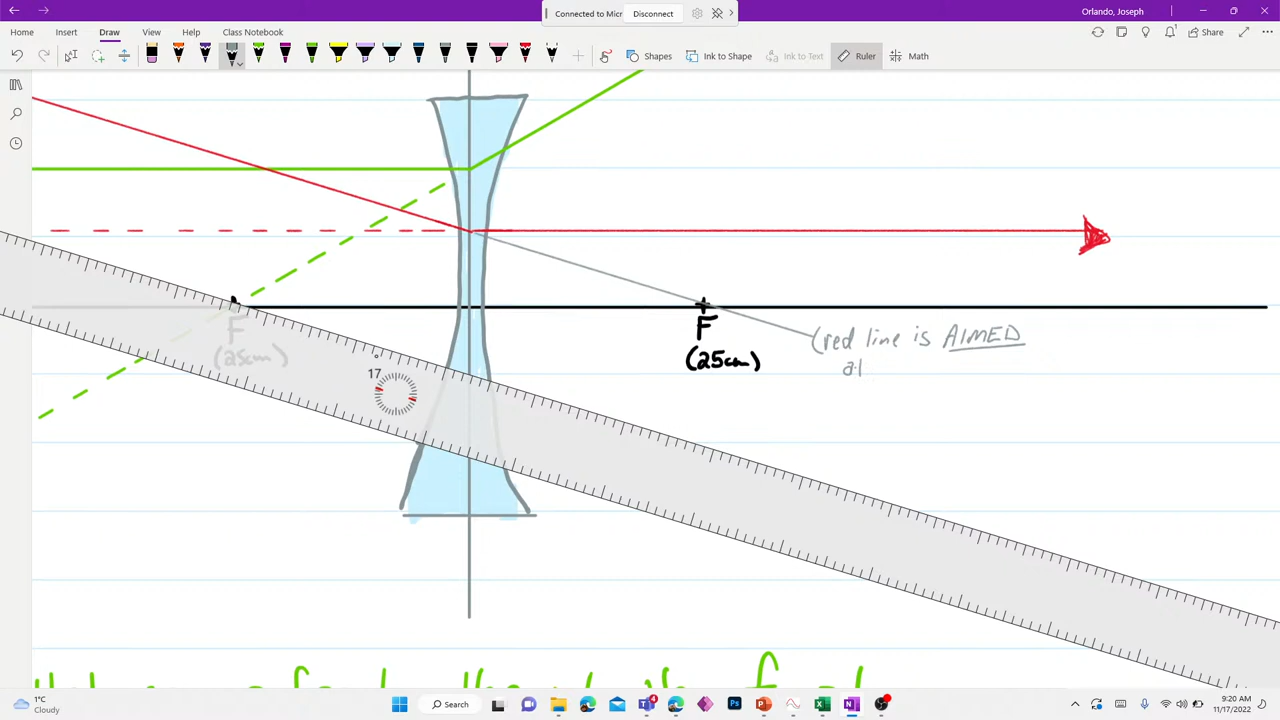 Connected to Micr Disconnect
Orlando, Joseph
Home Insert Draw View Help Class Notebook
Shapes Ink to Shape Ink to Text Ruler Math
Share
F
(25cm)
17
F
(25cm)
(red line is AIMED
at
1°C
Cloudy
Search
4
9:20 AM
11/17/2022